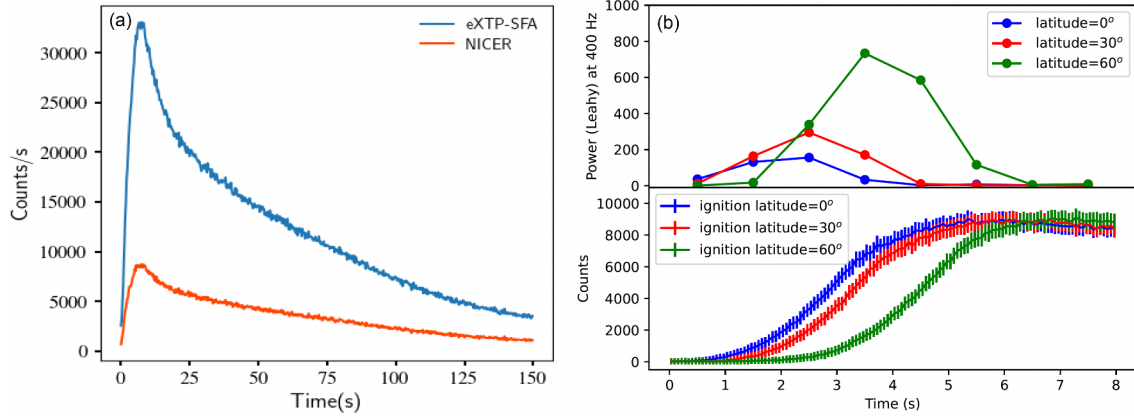 (a)
eXTP-SFA
NICER
30000
25000
20000
15000
10000
5000
0
Counts/s
0 25 50 75 100 125 150
Time(s)
(b)
latitude=0°
latitude=30°
latitude=60°
1000
800
600
400
200
0
Power (Leahy) at 400 Hz
ignition latitude=0°
ignition latitude=30°
ignition latitude=60°
10000
8000
6000
4000
2000
0
Counts
0 1 2 3 4 5 6 7 8
Time (s)